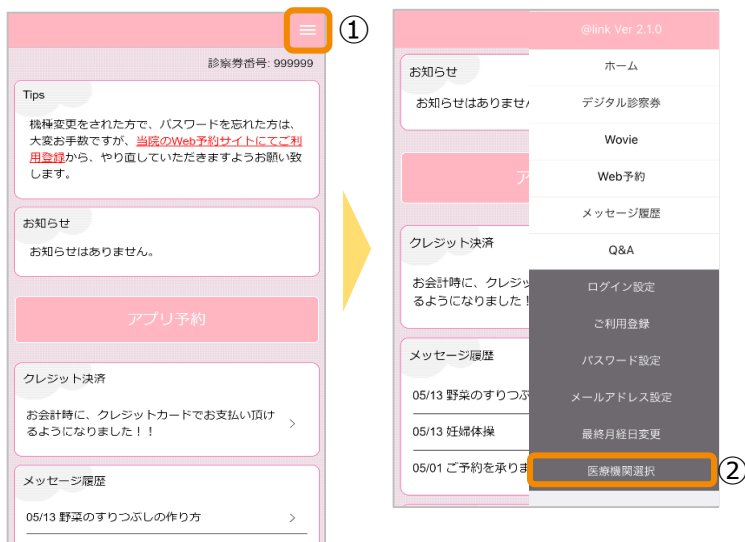 ①
診察券番号: 999999
Tips
機種変更をされた方で、パスワードを忘れた方は、
大変お手数ですが、当院のWeb予約サイトにてご利
用登録から、やり直していただきますようお願い致
します。
お知らせ
お知らせはありません。
アプリ予約
クレジット決済
お会計時に、クレジットカードでお支払い頂け
るようになりました！！
メッセージ履歴
05/13 野菜のすりつぶしの作り方
お知らせ
お知らせはありませ
ア
クレジット決済
お会計時に、クレジッ
るようになりました！
メッセージ履歴
05/13 野菜のすりつぶ
05/13 妊婦体操
05/01 ご予約を承りま
@link Ver 2.1.0
ホーム
デジタル診察券
Wovie
Web予約
メッセージ履歴
Q&A
ログイン設定
ご利用登録
パスワード設定
メールアドレス設定
最終月経日変更
医療機関選択
②